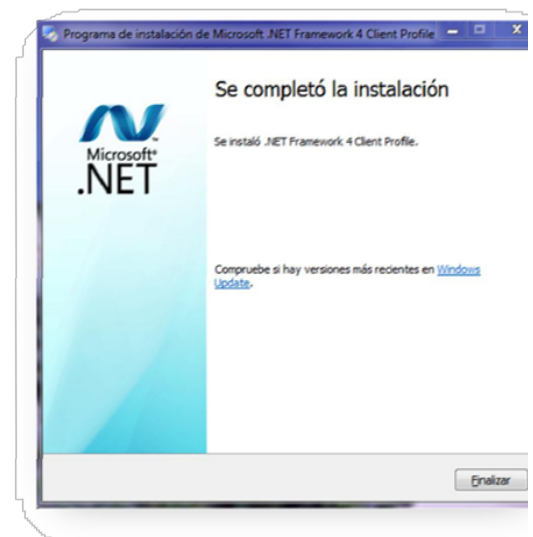 Programa de instalación de Microsoft .NET Framework 4 Client Profile
Se completó la instalación
Microsoft®
.NET
Se instaló .NET Framework 4 Client Profile.
Compruebe si hay versiones más recientes en Windows
Update.
Finalizar